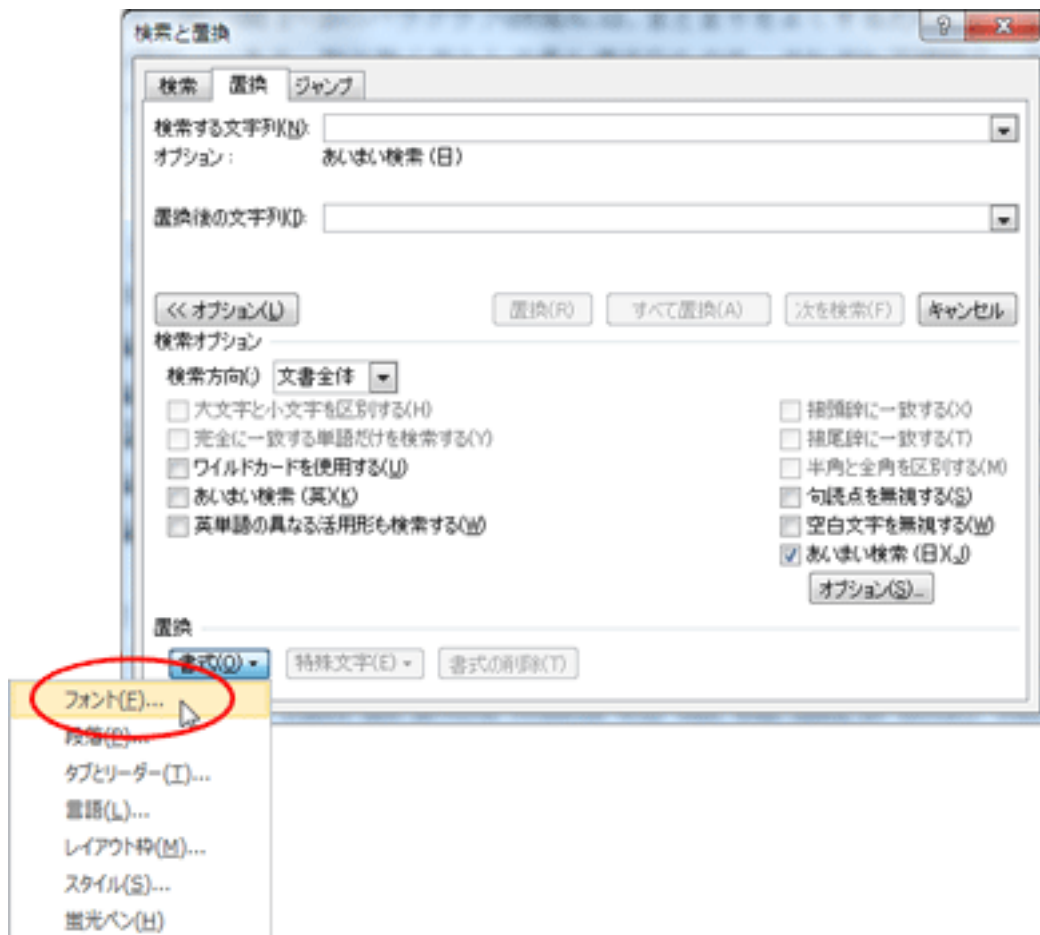 検索と置換
検索 置換 ジャンプ
検索する文字列(N):
オプション: あいまい検索 (日)
置換後の文字列(I):
<< オプション(L) 置換(R) すべて置換(A) 次を検索(F) キャンセル
検索オプション
検索方向(:) 文書全体
大文字と小文字を区別する(H) 接頭辞に一致する(X)
完全に一致する単語だけを検索する(Y) 接尾辞に一致する(T)
ワイルドカードを使用する(U) 半角と全角を区別する(M)
あいまい検索 (英)(K) 句読点を無視する(S)
英単語の異なる活用形も検索する(W) 空白文字を無視する(W)
あいまい検索 (日)(J)
オプション(S)...
置換
書式(O) 特殊文字(E) 書式の削除(T)
フォント(F)...
段落(P)...
タブとリーダー(T)...
言語(L)...
レイアウト枠(M)...
スタイル(S)...
蛍光ペン(H)